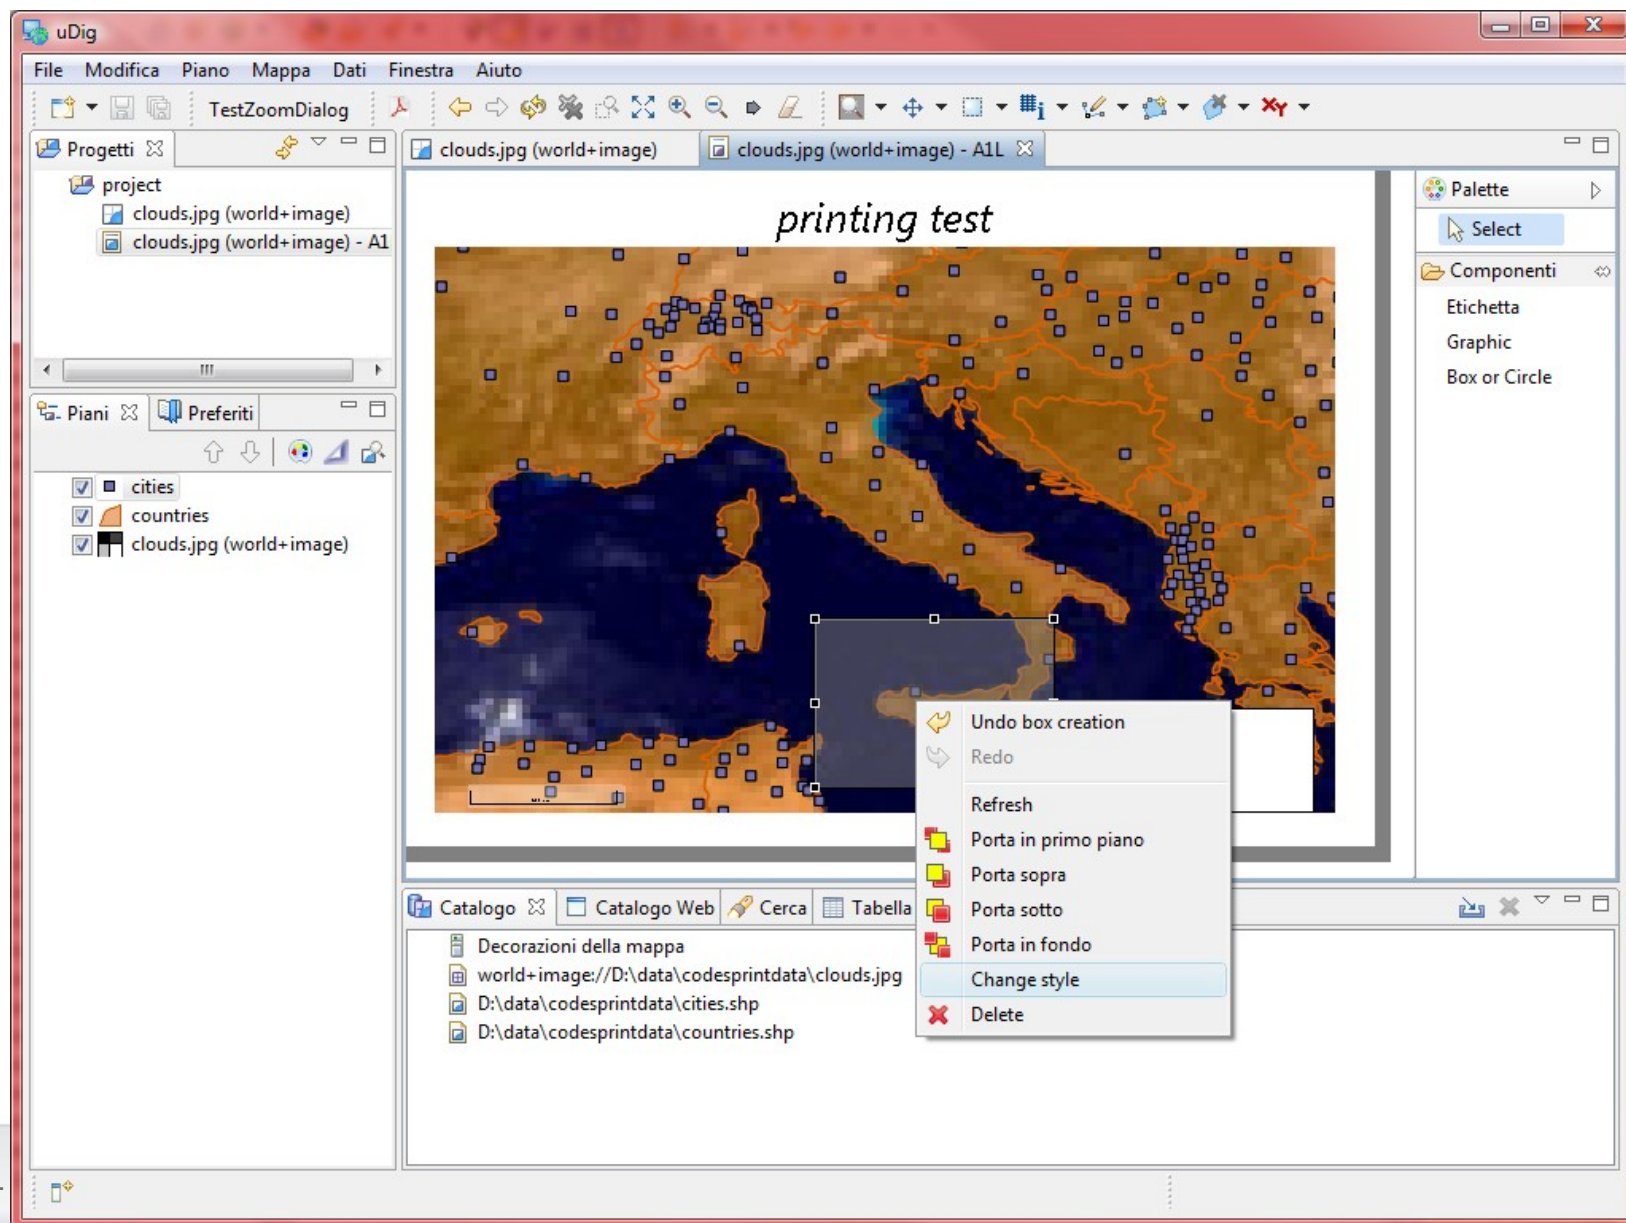 uDig
File Modifica Piano Mappa Dati Finestra Aiuto
TestZoomDialog
Progetti
project
clouds.jpg (world+image)
clouds.jpg (world+image) - A1
Piani Preferiti
cities
countries
clouds.jpg (world+image)
clouds.jpg (world+image) clouds.jpg (world+image) - A1L
printing test
Palette
Select
Componenti
Etichetta
Graphic
Box or Circle
Undo box creation
Redo
Refresh
Porta in primo piano
Porta sopra
Porta sotto
Porta in fondo
Change style
Delete
Catalogo Catalogo Web Cerca Tabella
Decorazioni della mappa
world+image://D:\data\codesprintdata\clouds.jpg
D:\data\codesprintdata\cities.shp
D:\data\codesprintdata\countries.shp